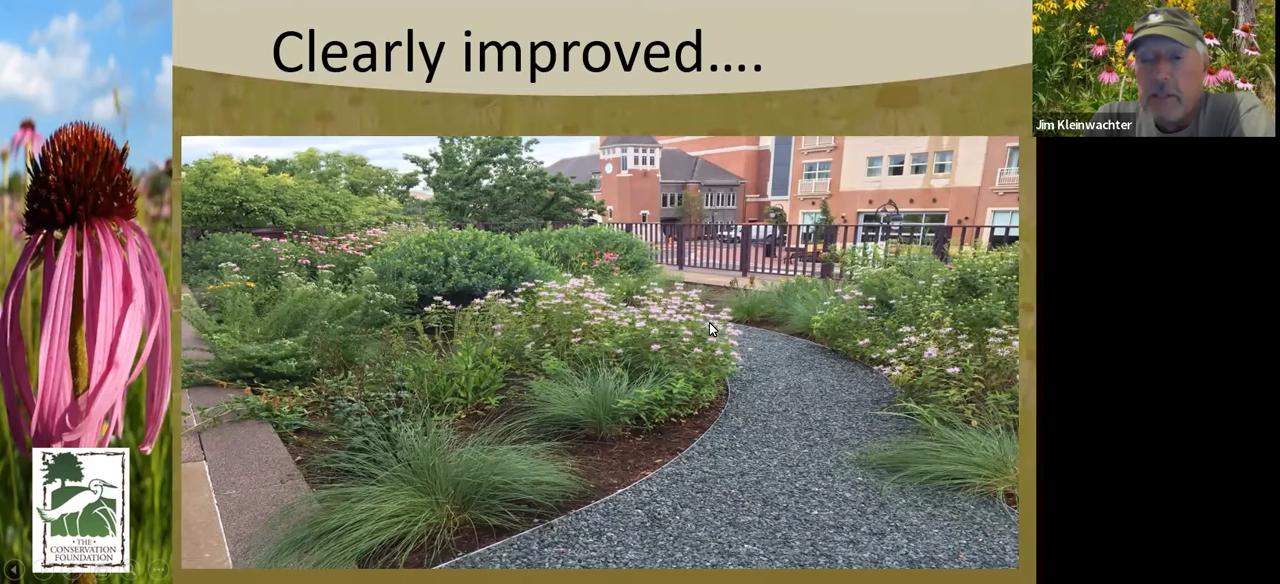 Clearly improved....
Jim Kleinwachter
• THE •
CONSERVATION
FOUNDATION